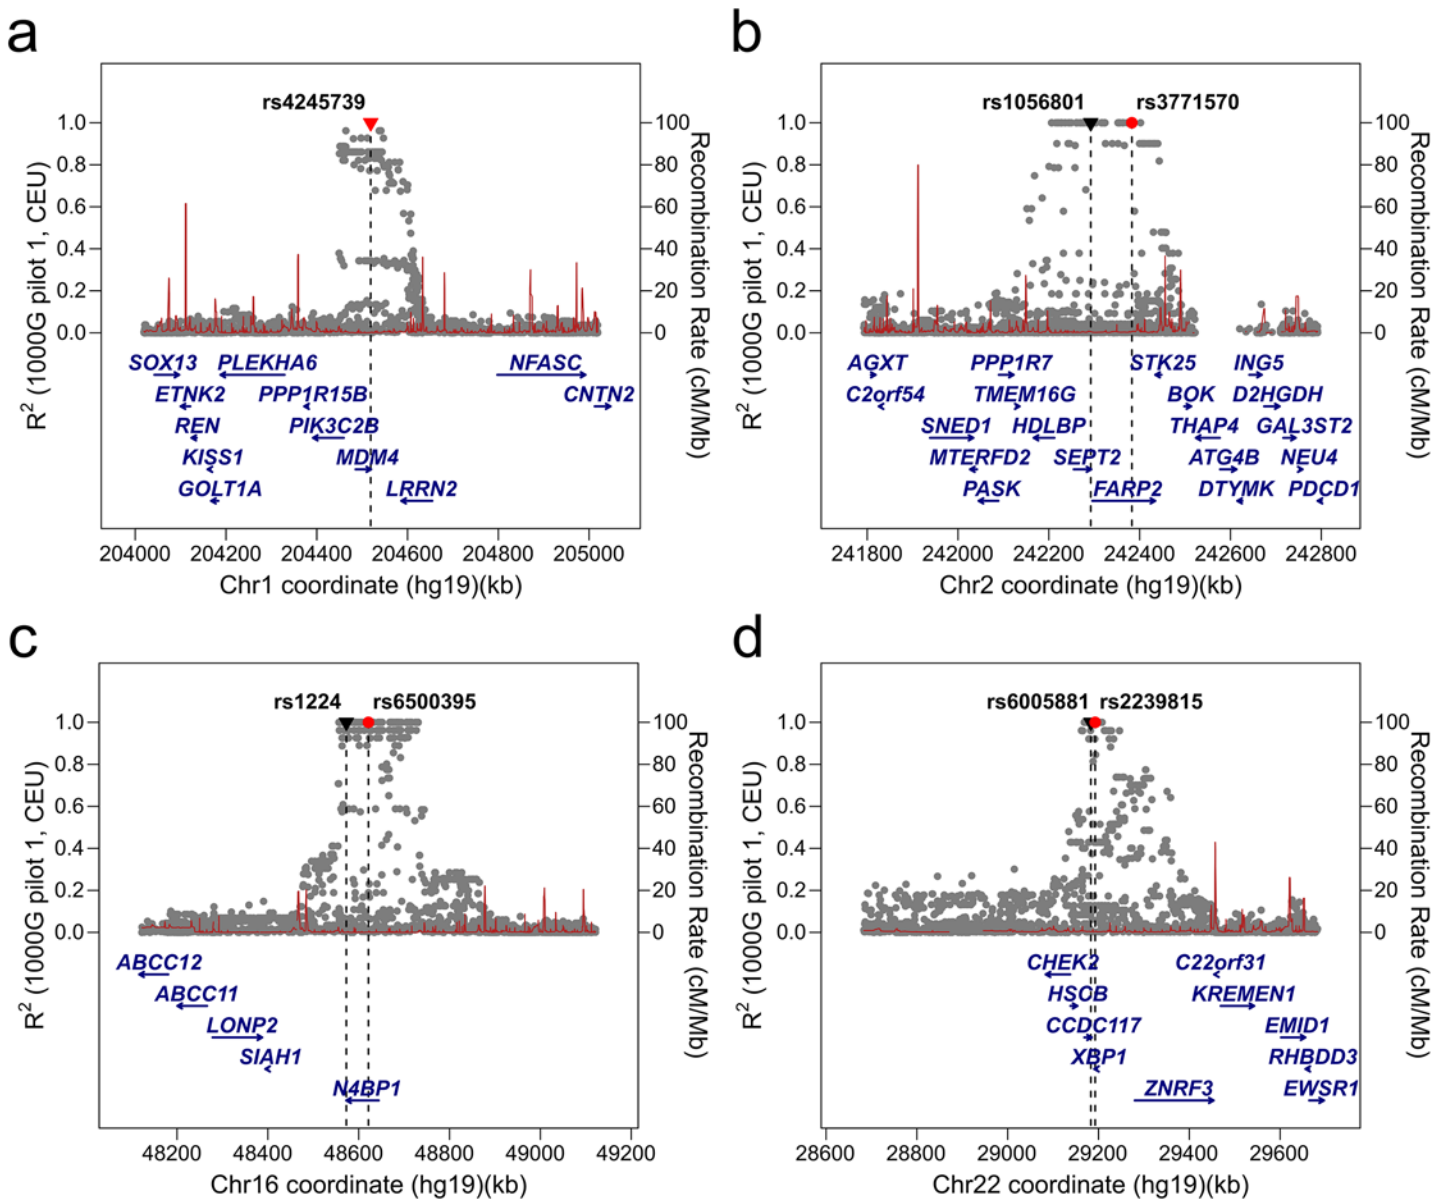 a
rs4245739
1.0
0.8
0.6
0.4
0.2
0.0
R2 (1000G pilot 1, CEU)
100
80
60
40
20
0
Recombination Rate (cM/Mb)
SOX13 PLEKHA6 NFASC
ETNK2 PPP1R15B CNTN2
REN PIK3C2B
KISS1 MDM4
GOLT1A LRRN2
204000 204200 204400 204600 204800 205000
Chr1 coordinate (hg19)(kb)
b
rs1056801 rs3771570
1.0
0.8
0.6
0.4
0.2
0.0
R2 (1000G pilot 1, CEU)
100
80
60
40
20
0
Recombination Rate (cM/Mb)
AGXT PPP1R7 STK25 ING5
C2orf54 TMEM16G BOK D2HGDH
SNED1 HDLBP THAP4 GAL3ST2
MTERFD2 SEPT2 ATG4B NEU4
PASK FARP2 DTYMK PDCD1
241800 242000 242200 242400 242600 242800
Chr2 coordinate (hg19)(kb)
c
rs1224 rs6500395
1.0
0.8
0.6
0.4
0.2
0.0
R2 (1000G pilot 1, CEU)
100
80
60
40
20
0
Recombination Rate (cM/Mb)
ABCC12
ABCC11
LONP2
SIAH1
N4BP1
48200 48400 48600 48800 49000 49200
Chr16 coordinate (hg19)(kb)
d
rs6005881 rs2239815
1.0
0.8
0.6
0.4
0.2
0.0
R2 (1000G pilot 1, CEU)
100
80
60
40
20
0
Recombination Rate (cM/Mb)
CHEK2 C22orf31
HSCB KREMEN1
CCDC117 EMID1
XBP1 RHBDD3
ZNRF3 EWSR1
28600 28800 29000 29200 29400 29600
Chr22 coordinate (hg19)(kb)